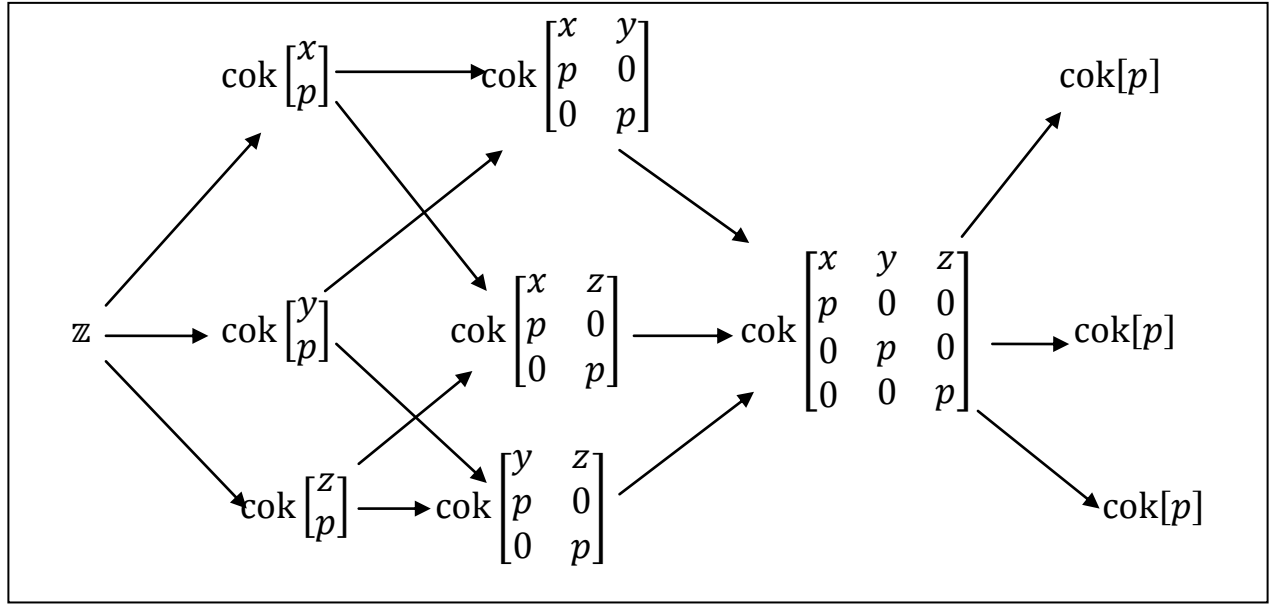 cok [x p]
cok [x y p 0 0 p]
cok[p]
ℤ
cok [y p]
cok [x z p 0 0 p]
cok [x y z p 0 0 0 p 0 0 0 p]
cok[p]
cok [z p]
cok [y z p 0 0 p]
cok[p]